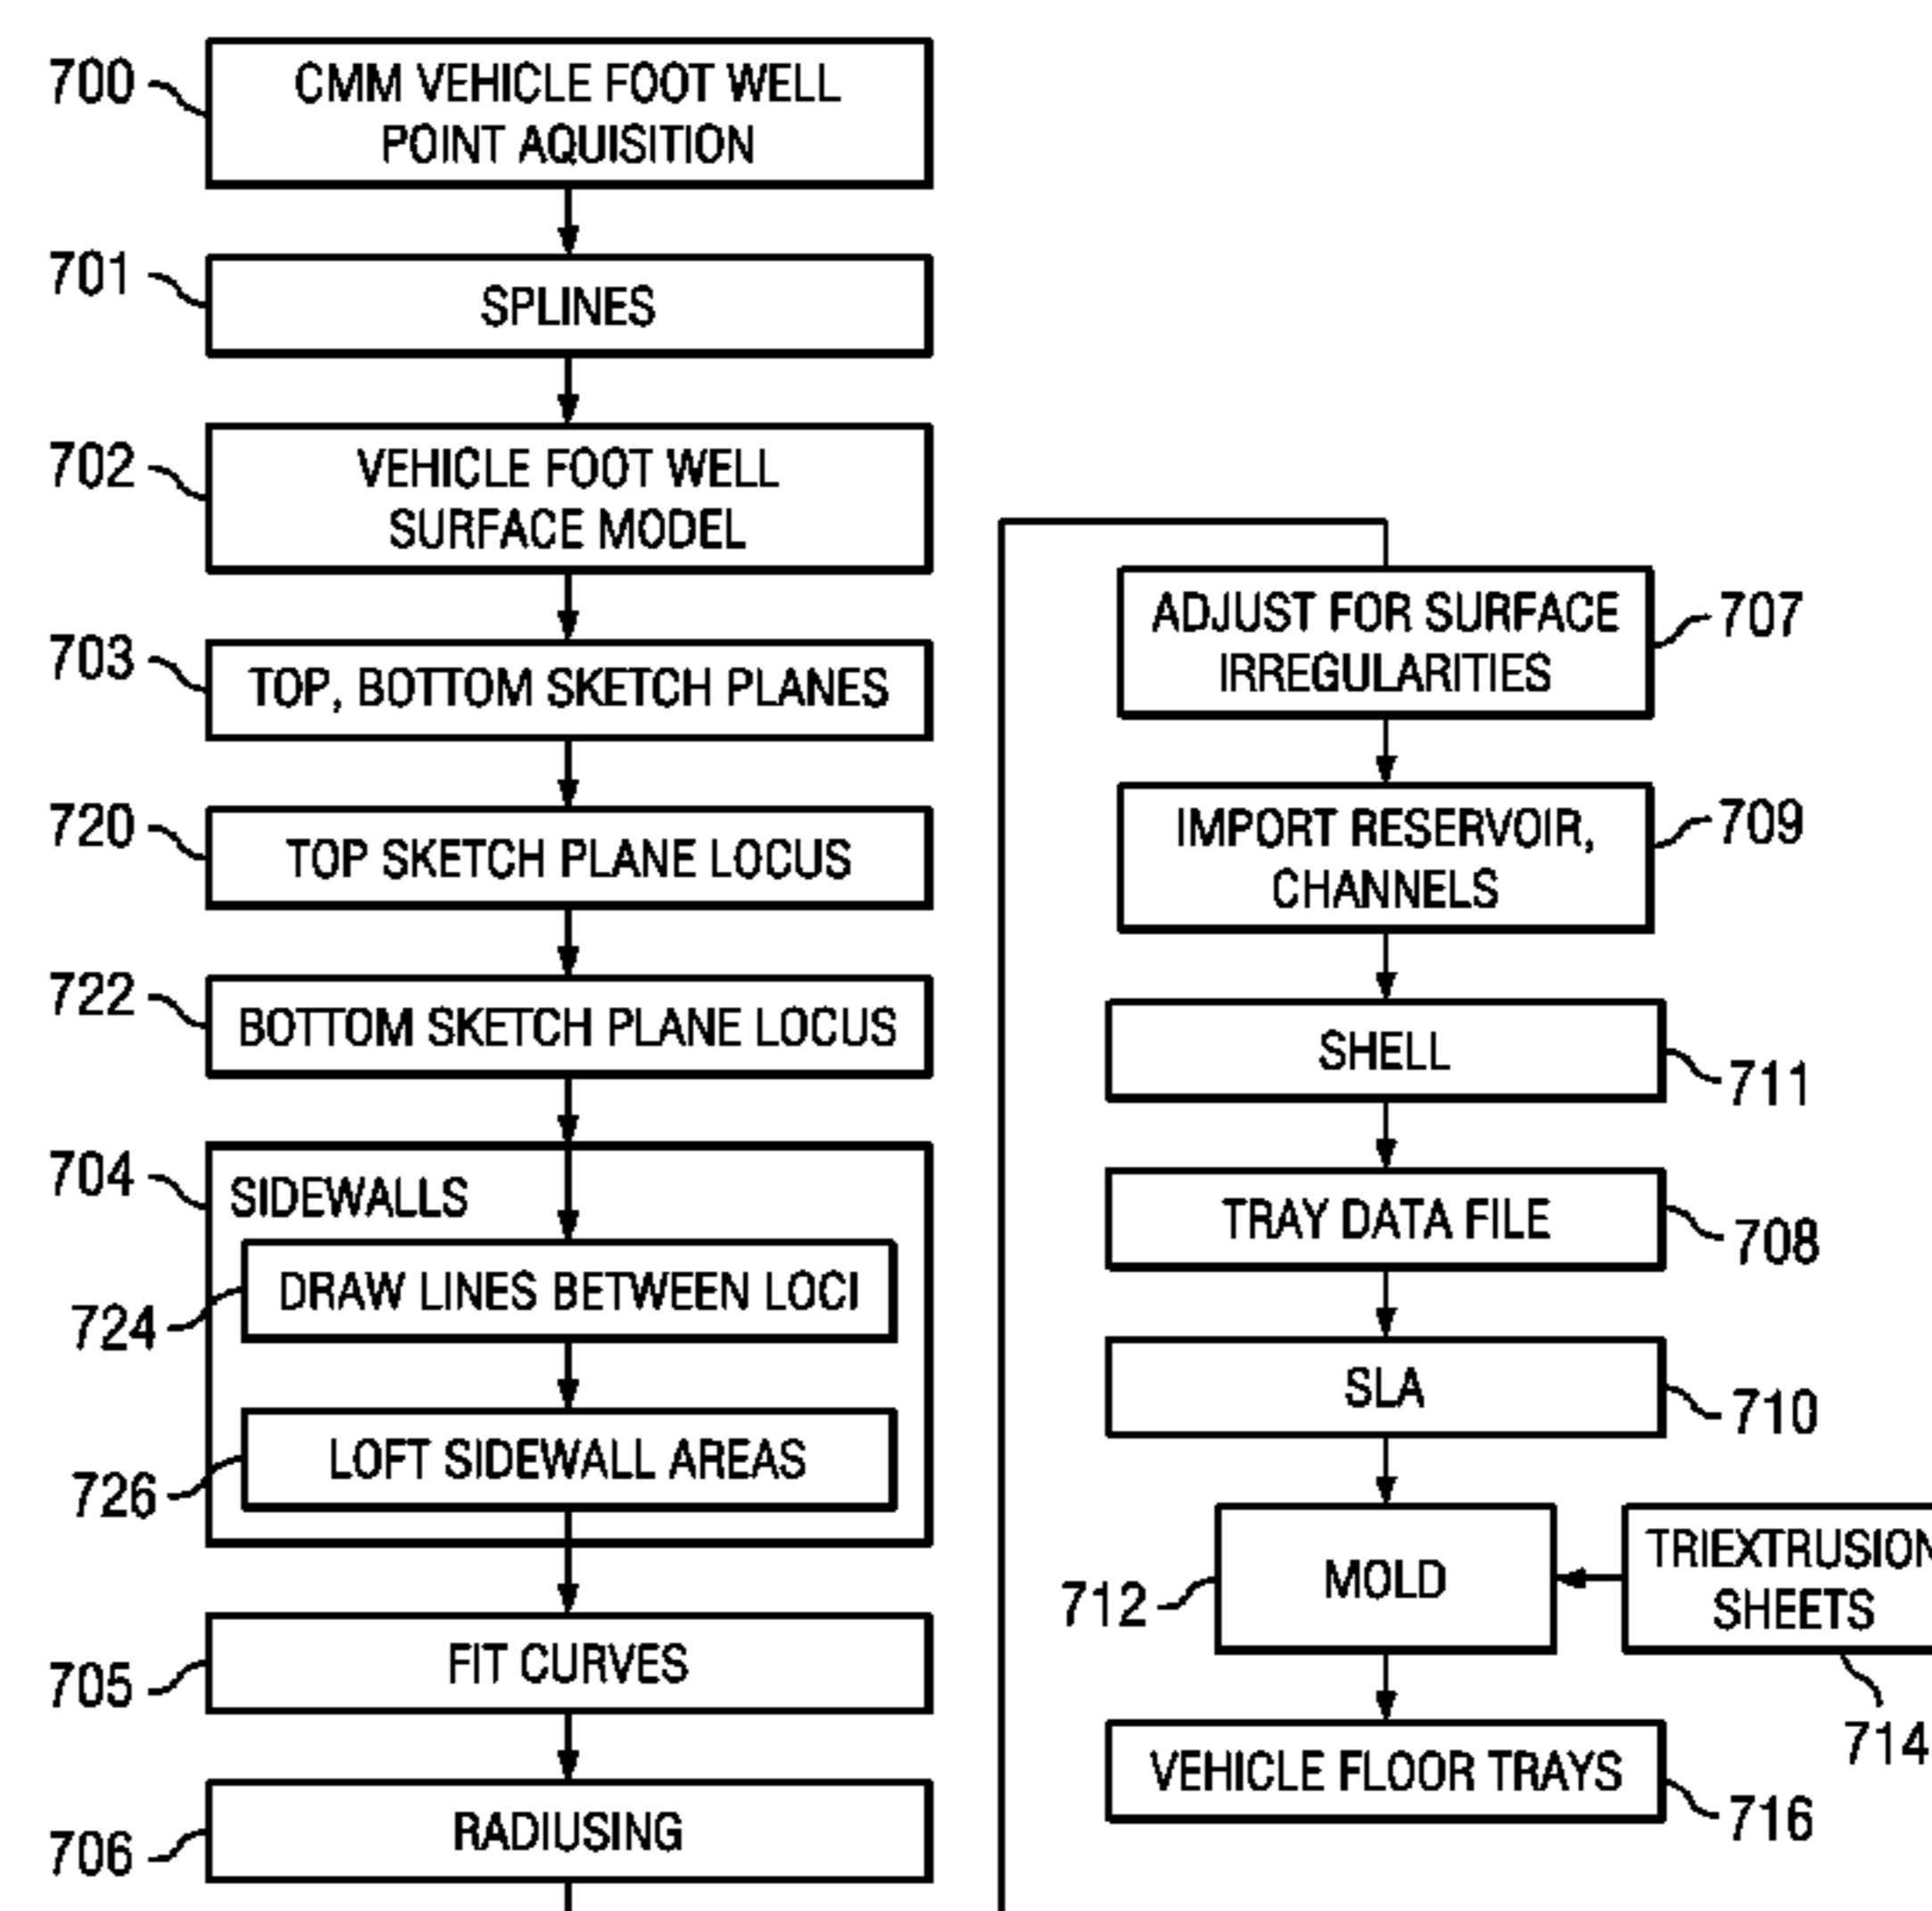 700
CMM VEHICLE FOOT WELL
POINT AQUISITION
701
SPLINES
702
VEHICLE FOOT WELL
SURFACE MODEL
703
TOP, BOTTOM SKETCH PLANES
720
TOP SKETCH PLANE LOCUS
722
BOTTOM SKETCH PLANE LOCUS
704
SIDEWALLS
724
DRAW LINES BETWEEN LOCI
726
LOFT SIDEWALL AREAS
705
FIT CURVES
706
RADIUSING
ADJUST FOR SURFACE
IRREGULARITIES
707
IMPORT RESERVOIR,
CHANNELS
709
SHELL
711
TRAY DATA FILE
708
SLA
710
MOLD
712
TRIEXTRUSION
SHEETS
714
VEHICLE FLOOR TRAYS
716